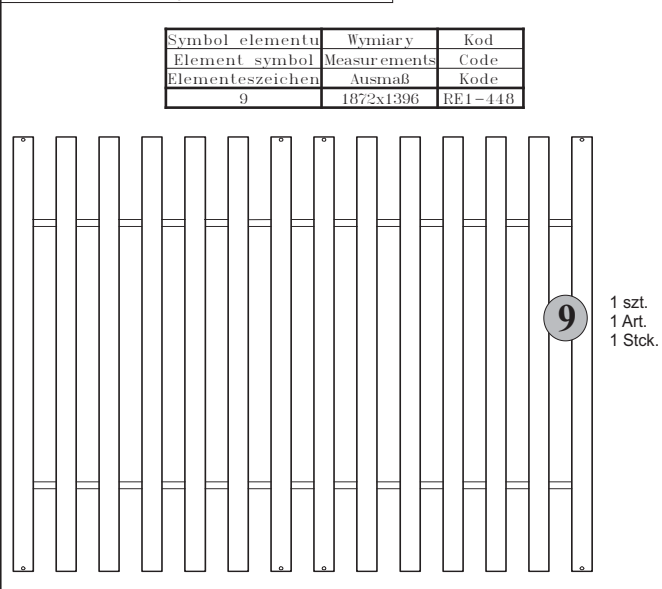 Symbol elementu Wymiary Kod
Element symbol Measurements Code
Elementeszeichen Ausmaß Kode
9 1872x1396 RE1-448
9
1 szt.
1 Art.
1 Stck.